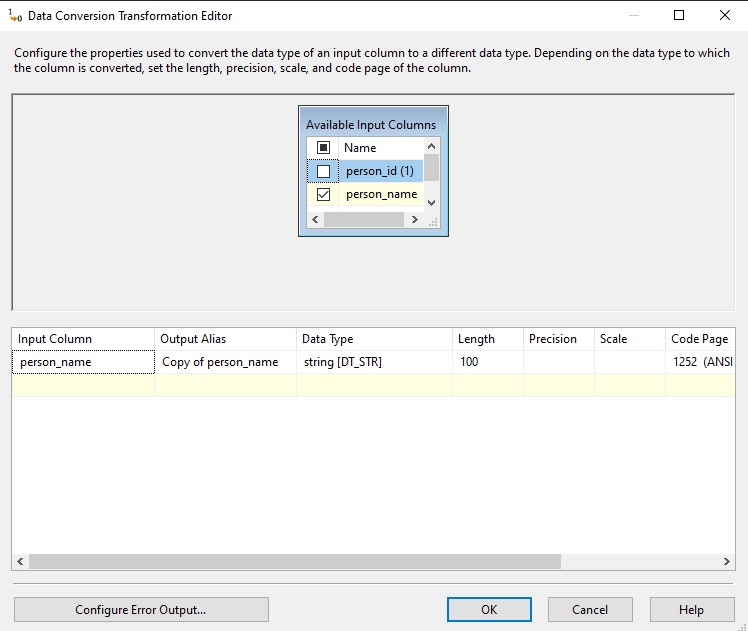 Data Conversion Transformation Editor
Configure the properties used to convert the data type of an input column to a different data type. Depending on the data type to which
the column is converted, set the length, precision, scale, and code page of the column.
Available Input Columns
Name
person_id (1)
person_name
Input Column Output Alias Data Type Length Precision Scale Code Page
person_name Copy of person_name string [DT_STR] 100 1252 (ANSI
Configure Error Output... OK Cancel Help